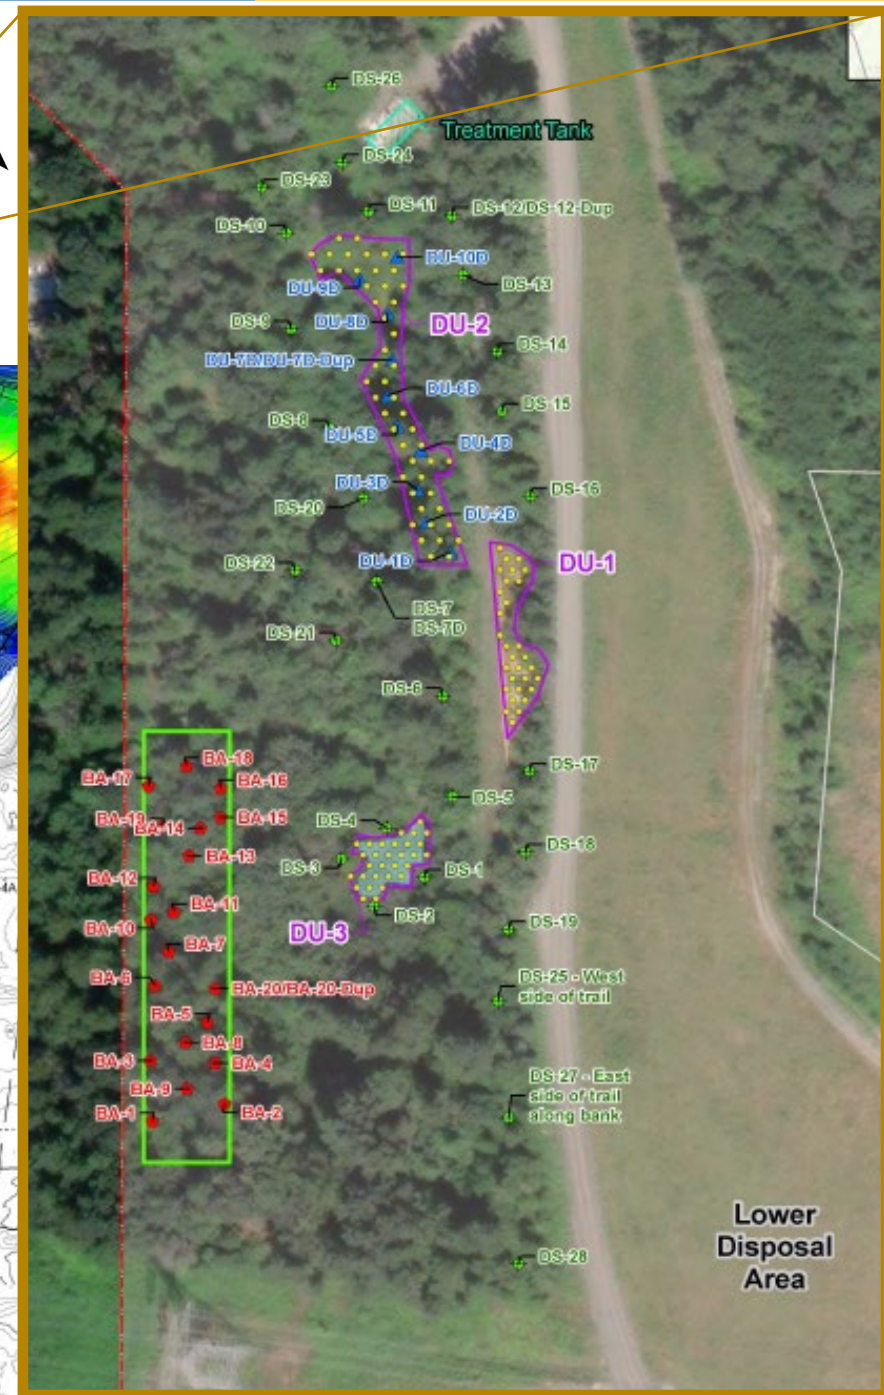 DS-26
Treatment Tank
DS-24
DS-23
DS-11
DS-12/DS-12-Dup
DS-10
DU-10D
DS-13
DU-9D
DU-8D
DU-2
DS-9
DS-14
DU-7D/DU-7D-Dup
DU-6D
DS-15
DS-8
DU-5D
DU-4D
DU-3D
DS-16
DS-20
DU-2D
DU-1D
DU-1
DS-22
DS-7
DS-7D
DS-21
DS-6
BA-18
DS-17
BA-17
BA-16
DS-5
BA-19
BA-15
DS-4
BA-14
BA-13
DS-3
DS-18
DS-1
BA-12
BA-11
DS-2
BA-10
DU-3
DS-19
BA-7
BA-6
BA-20/BA-20-Dup
DS-25 - West
side of trail
BA-5
BA-8
BA-3
BA-4
BA-9
DS-27 - East
side of trail
along bank
BA-1
BA-2
Lower
Disposal
Area
DS-28